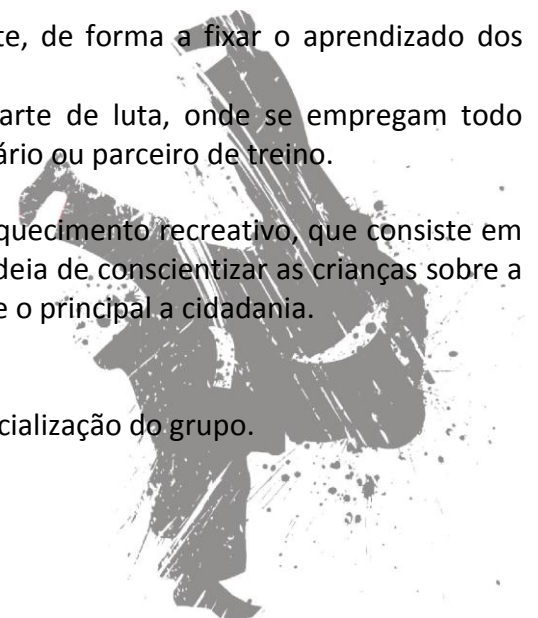 te, de forma a fixar o aprendizado dos
arte de luta, onde se empregam todo
ário ou parceiro de treino.
quecimento recreativo, que consiste em
deia de conscientizar as crianças sobre a
e o principal a cidadania.
cialização do grupo.